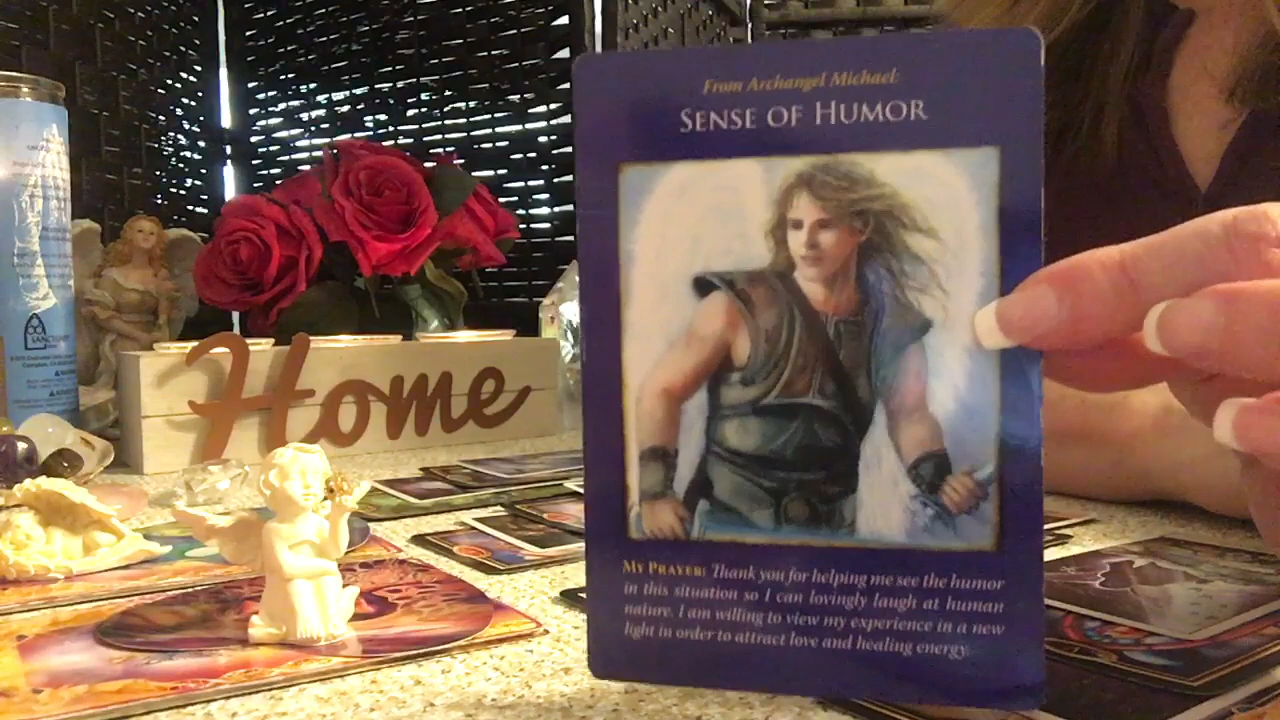 From Archangel Michael:
SENSE OF HUMOR
MY PRAYER: Thank you for helping me see the humor
in this situation so I can lovingly laugh at human
nature. I am willing to view my experience in a new
light in order to attract love and healing energy.
Home